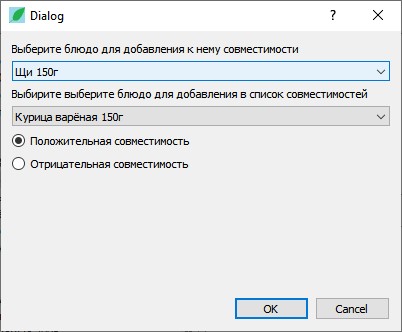 Dialog
Выберите блюдо для добавления к нему совместимости
Щи 150г
Выбирите выберите блюдо для добавления в список совместимостей
Курица варёная 150г
Положительная совместимость
Отрицательная совместимость
OK Cancel